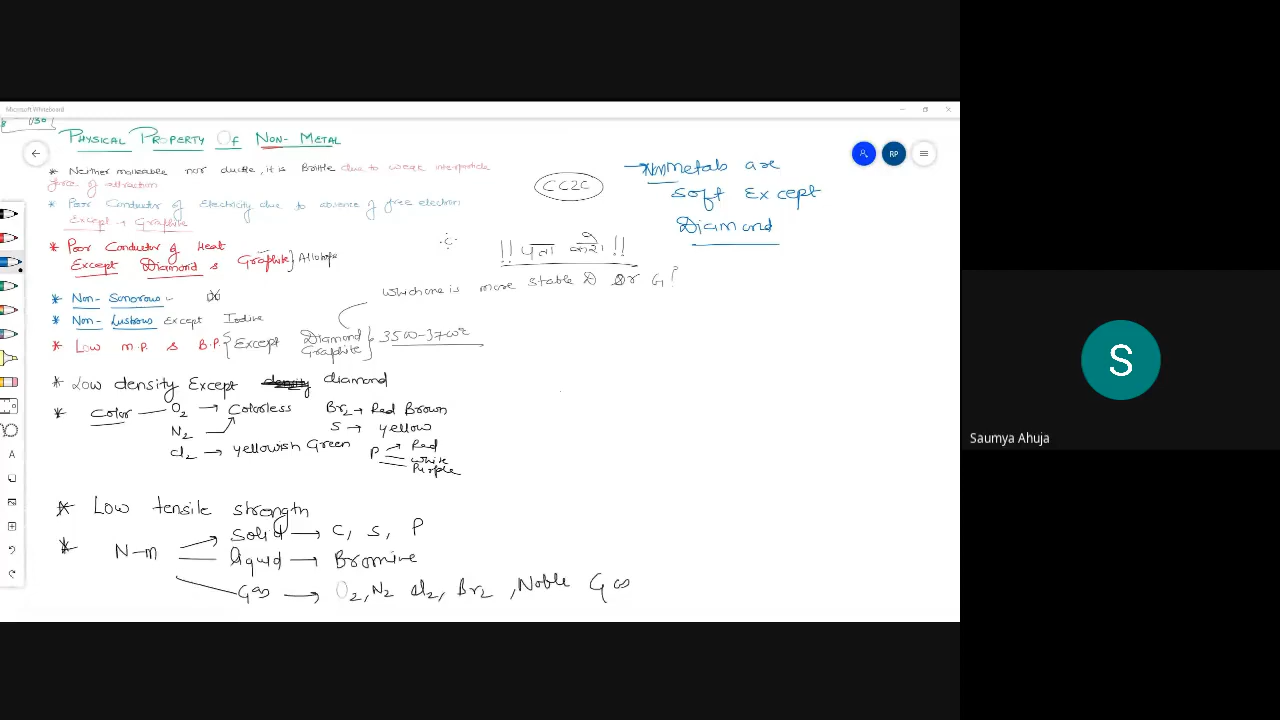 Microsoft Whiteboard
130
PHYSICAL PROPERTY OF NON-METAL
RP
* Neither malleable nor ductile, it is Brittle due to weak interparticle
force of attraction
* Poor Conductor of Electricity due to absence of free electron
Except → Graphite
* Poor Conductor of Heat
Except Diamond & Graphite } Allotrope
* Non-Sonorous
* Non-Lustrous Except Iodine
* Low m.P. & B.P. { Except Diamond
Graphite } 3500-3700°C
* Low density Except diamond
* Color — O2 → Colorless
N2
Cl2 → yellowish Green
Br2 → Red Brown
S → yellow
P → Red
White
Purple
* Low tensile strength
* N-m
Solid → C, S, P
liquid → Bromine
Gas → O2, N2 Cl2, Br2, Noble Gas
CC2C
!! पता करो !!
which one is more stable D or G?
metals are
soft Except
Diamond
A
S
Saumya Ahuja